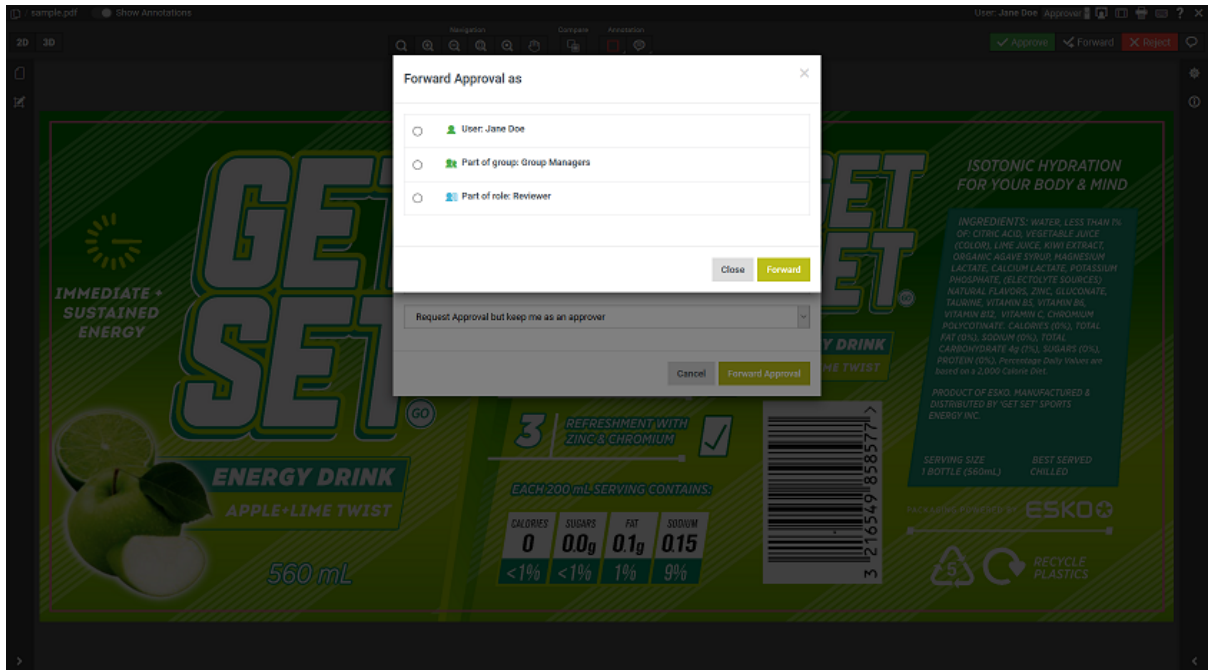 sample.pdf
Show Annotations
User: Jane Doe
Approver
2D
3D
Navigation
Compare
Annotation
Approve
Forward
Reject
Forward Approval as
User: Jane Doe
Part of group: Group Managers
Part of role: Reviewer
Close
Forward
Request Approval but keep me as an approver
Cancel
Forward Approval
GET
SET
GO
IMMEDIATE +
SUSTAINED
ENERGY
ENERGY DRINK
APPLE+LIME TWIST
560 mL
3
REFRESHMENT WITH
ZINC & CHROMIUM
EACH 200 mL SERVING CONTAINS:
CALORIES
0
<1%
SUGARS
0.0g
<1%
FAT
0.1g
1%
SODIUM
0.15
9%
ET
ET
GO
Y DRINK
ME TWIST
3 216549 858577 >
ISOTONIC HYDRATION
FOR YOUR BODY & MIND
INGREDIENTS: WATER, LESS THAN 1%
OF: CITRIC ACID, VEGETABLE JUICE
(COLOR), LIME JUICE, KIWI EXTRACT,
ORGANIC AGAVE SYRUP, MAGNESIUM
LACTATE, CALCIUM LACTATE, POTASSIUM
PHOSPHATE, (ELECTOLYTE SOURCES)
NATURAL FLAVORS, ZINC, GLUCONATE,
TAURINE, VITAMIN B5, VITAMIN B6,
VITAMIN B12, VITAMIN C, CHROMIUM
POLYCOTINATE. CALORIES (0%), TOTAL
FAT (0%), SODIUM (0%), TOTAL
CARBOHYDRATE 4g (1%), SUGARS (0%),
PROTEIN (0%). Percentage Daily Values are
based on a 2,000 Calorie Diet.
PRODUCT OF ESKO. MANUFACTURED &
DISTRIBUTED BY 'GET SET' SPORTS
ENERGY INC.
SERVING SIZE
1 BOTTLE (560mL)
BEST SERVED
CHILLED
PACKAGING POWERED BY
ESKO
5
RECYCLE
PLASTICS